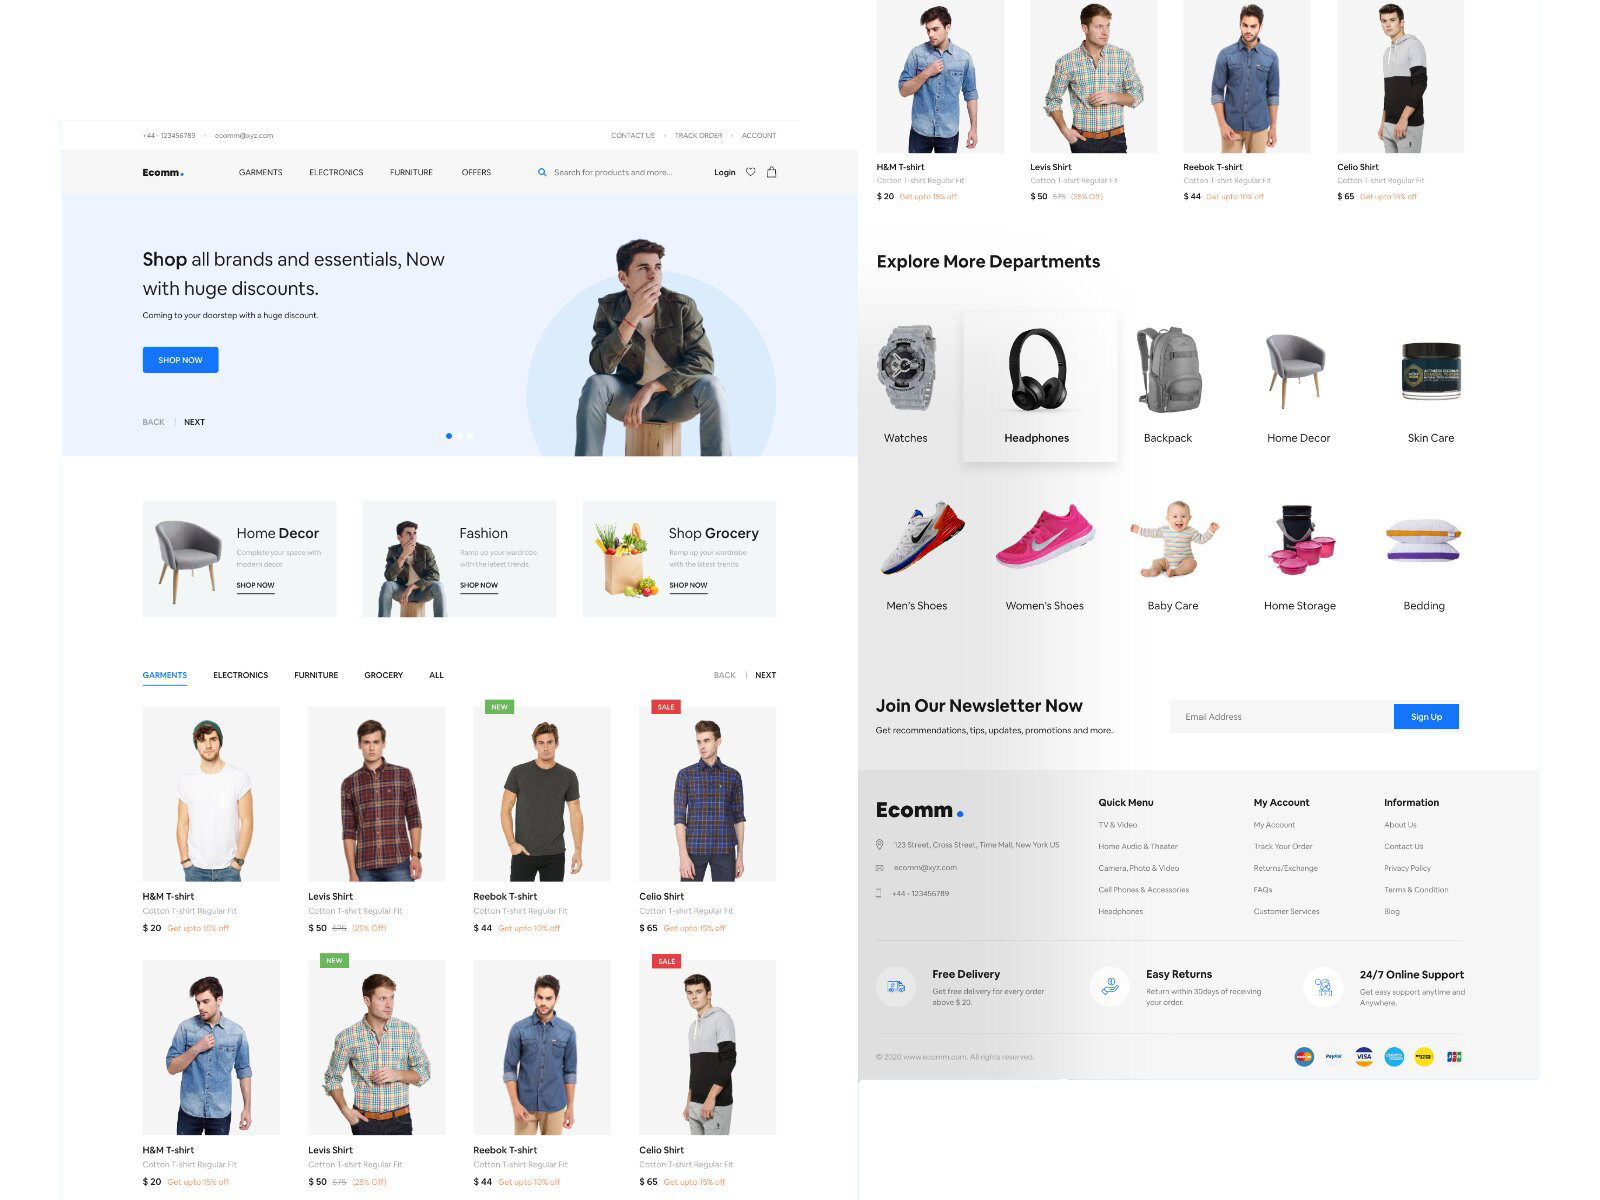 +44 - 123456789 • ecomm@xyz.com
CONTACT US • TRACK ORDER • ACCOUNT
Ecomm.
GARMENTS ELECTRONICS FURNITURE OFFERS
Search for products and more...
Login
Shop all brands and essentials, Now
with huge discounts.
Coming to your doorstep with a huge discount.
SHOP NOW
BACK | NEXT
Home Decor
Complete your space with
modern decor.
SHOP NOW
Fashion
Ramp up your wardrobe
with the latest trends.
SHOP NOW
Shop Grocery
Ramp up your wardrobe
with the latest trends.
SHOP NOW
GARMENTS ELECTRONICS FURNITURE GROCERY ALL
BACK | NEXT
NEW
SALE
H&M T-shirt
Cotton T-shirt Regular Fit
$ 20 Get upto 15% off
Levis Shirt
Cotton T-shirt Regular Fit
$ 50 $75 (25% Off)
Reebok T-shirt
Cotton T-shirt Regular Fit
$ 44 Get upto 10% off
Celio Shirt
Cotton T-shirt Regular Fit
$ 65 Get upto 15% off
NEW
SALE
H&M T-shirt
Cotton T-shirt Regular Fit
$ 20 Get upto 15% off
Levis Shirt
Cotton T-shirt Regular Fit
$ 50 $75 (25% Off)
Reebok T-shirt
Cotton T-shirt Regular Fit
$ 44 Get upto 10% off
Celio Shirt
Cotton T-shirt Regular Fit
$ 65 Get upto 15% off
H&M T-shirt
Cotton T-shirt Regular Fit
$ 20 Get upto 15% off
Levis Shirt
Cotton T-shirt Regular Fit
$ 50 $75 (25% Off)
Reebok T-shirt
Cotton T-shirt Regular Fit
$ 44 Get upto 10% off
Celio Shirt
Cotton T-shirt Regular Fit
$ 65 Get upto 15% off
Explore More Departments
Watches
Headphones
Backpack
Home Decor
Skin Care
Men's Shoes
Women's Shoes
Baby Care
Home Storage
Bedding
Join Our Newsletter Now
Get recommendations, tips, updates, promotions and more.
Email Address
Sign Up
Ecomm.
123 Street, Cross Street, Time Mall, New York US
ecomm@xyz.com
+44 - 123456789
Quick Menu
TV & Video
Home Audio & Theater
Camera, Photo & Video
Cell Phones & Accessories
Headphones
My Account
My Account
Track Your Order
Returns/Exchange
FAQs
Customer Services
Information
About Us
Contact Us
Privacy Policy
Terms & Condition
Blog
Free Delivery
Get free delivery for every order
above $ 20.
Easy Returns
Return within 30days of receiving
your order.
24/7 Online Support
Get easy support anytime and
Anywhere.
© 2020 www.ecomm.com. All rights reserved.
PayPal
VISA
JCB